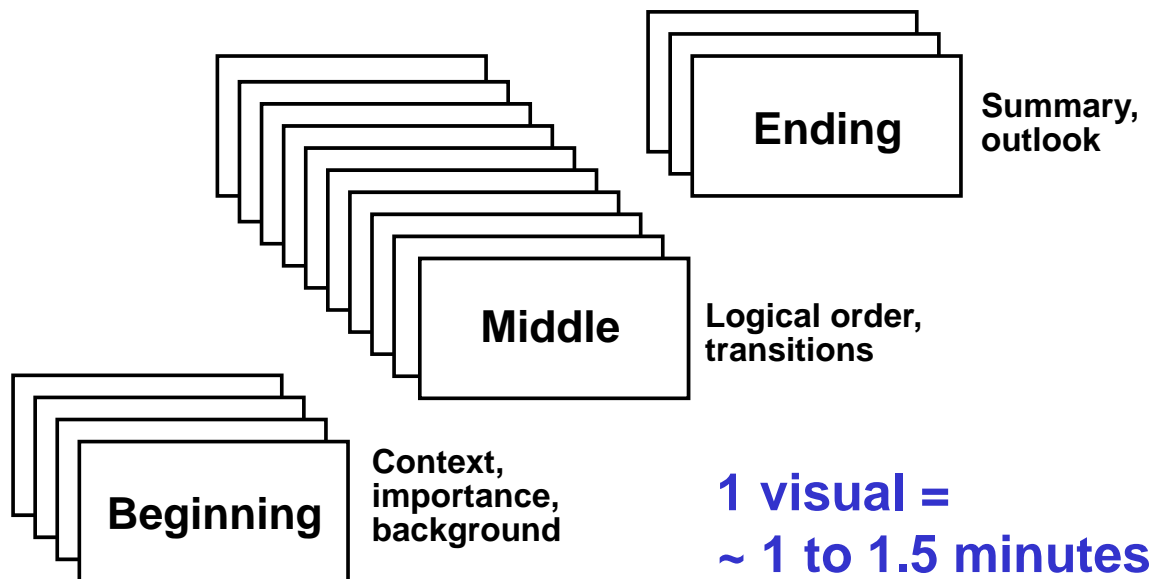 Ending
Summary,
outlook
Middle
Logical order,
transitions
Beginning
Context,
importance,
background
1 visual =
~ 1 to 1.5 minutes